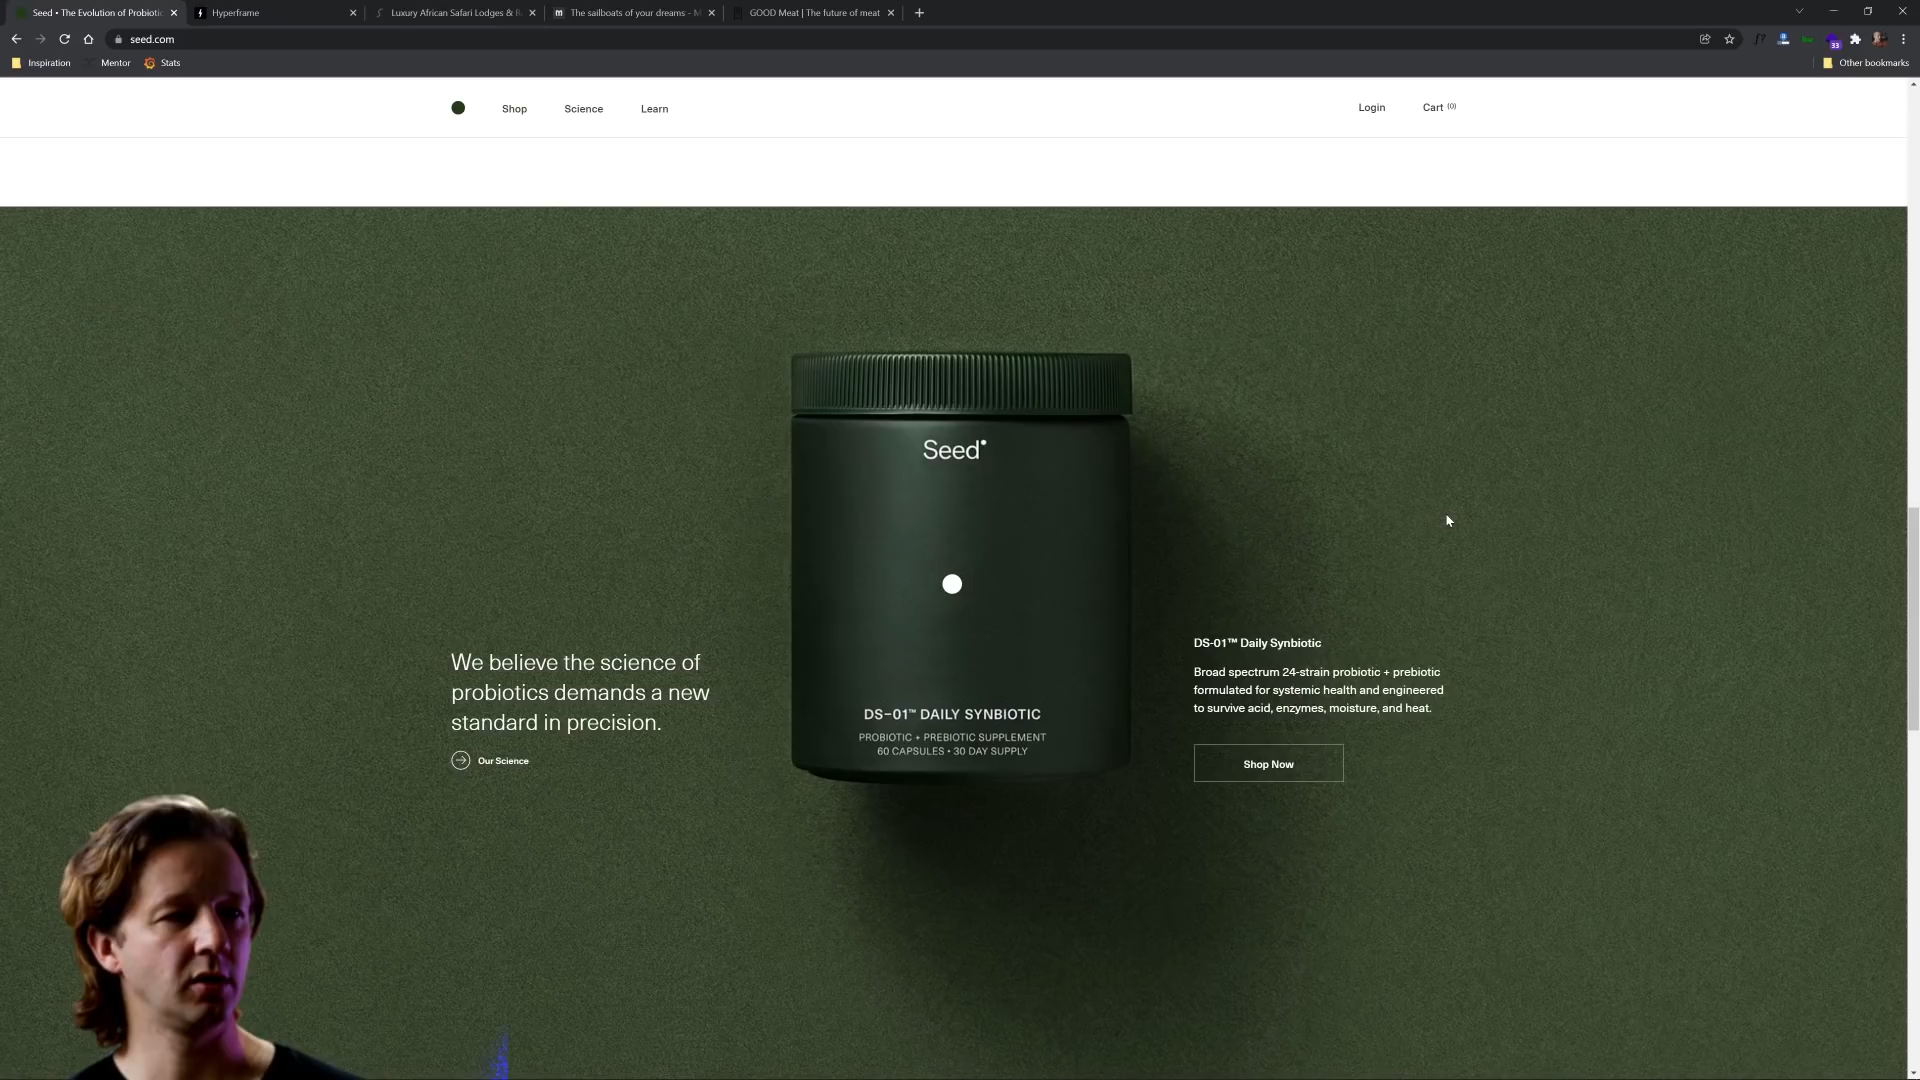 Seed • The Evolution of Probiotic
Hyperframe
Luxury African Safari Lodges & R
The sailboats of your dreams - M
GOOD Meat | The future of meat
seed.com
33
Inspiration
Mentor
Stats
Other bookmarks
Shop
Science
Learn
Login
Cart (0)
Seed
DS-01™ DAILY SYNBIOTIC
PROBIOTIC + PREBIOTIC SUPPLEMENT
60 CAPSULES • 30 DAY SUPPLY
We believe the science of
probiotics demands a new
standard in precision.
Our Science
DS-01™ Daily Synbiotic
Broad spectrum 24-strain probiotic + prebiotic
formulated for systemic health and engineered
to survive acid, enzymes, moisture, and heat.
Shop Now